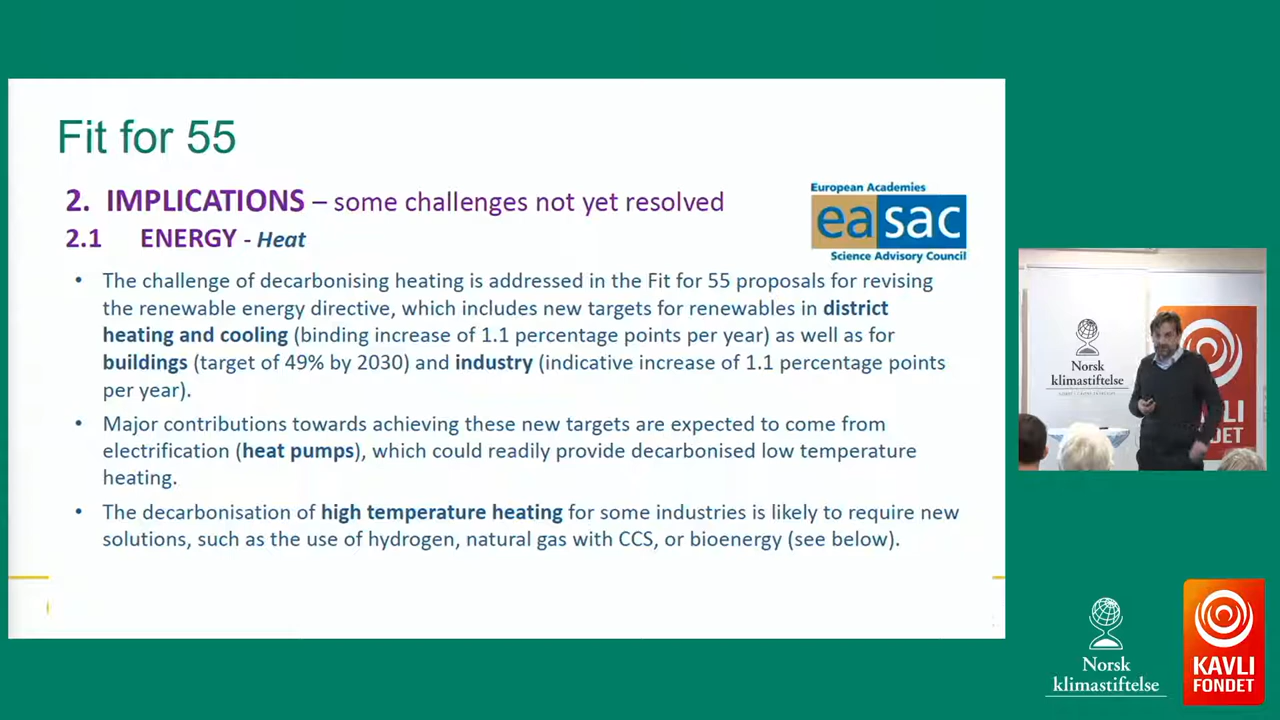 Fit for 55
2. IMPLICATIONS – some challenges not yet resolved
2.1 ENERGY - Heat
European Academies
easac
Science Advisory Council
• The challenge of decarbonising heating is addressed in the Fit for 55 proposals for revising
the renewable energy directive, which includes new targets for renewables in district
heating and cooling (binding increase of 1.1 percentage points per year) as well as for
buildings (target of 49% by 2030) and industry (indicative increase of 1.1 percentage points
per year).
• Major contributions towards achieving these new targets are expected to come from
electrification (heat pumps), which could readily provide decarbonised low temperature
heating.
• The decarbonisation of high temperature heating for some industries is likely to require new
solutions, such as the use of hydrogen, natural gas with CCS, or bioenergy (see below).
Norsk
klimastiftelse
Norsk
klimastiftelse
KAVLI
FONDET